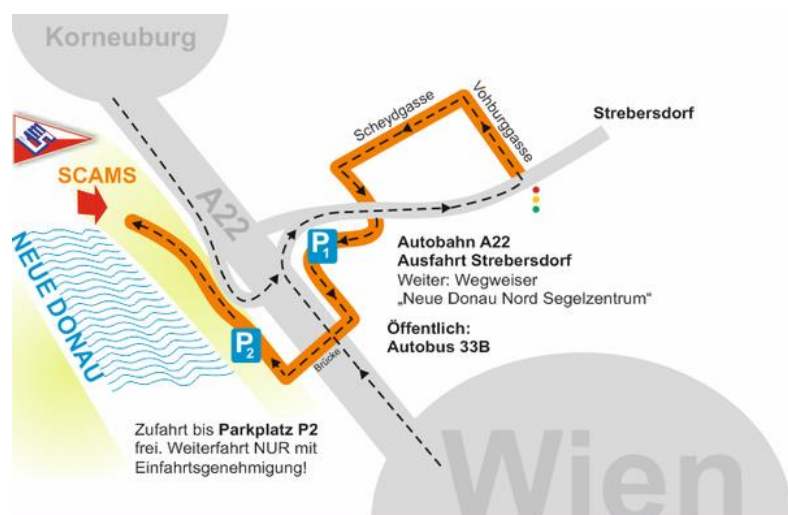 Korneuburg
Scheydgasse
Vohburggasse
Strebersdorf
SCAMS
A22
NEUE DONAU
P1
Autobahn A22
Ausfahrt Strebersdorf
Weiter: Wegweiser
„Neue Donau Nord Segelzentrum“
P2
Brücke
Öffentlich:
Autobus 33B
Zufahrt bis Parkplatz P2
frei. Weiterfahrt NUR mit
Einfahrtsgenehmigung!
Wien